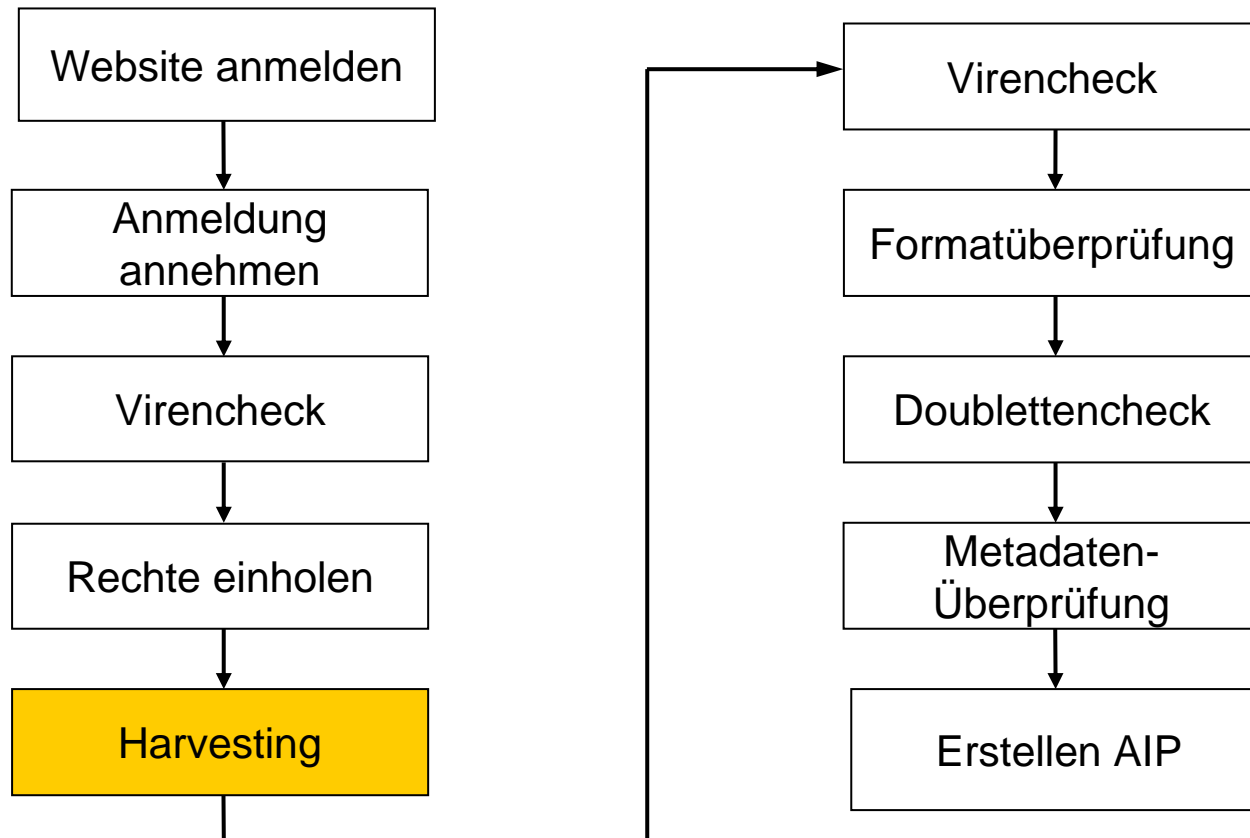 Website anmelden
Anmeldung
annehmen
Virencheck
Rechte einholen
Harvesting
Virencheck
Formatüberprüfung
Doublettencheck
Metadaten-
Überprüfung
Erstellen AIP